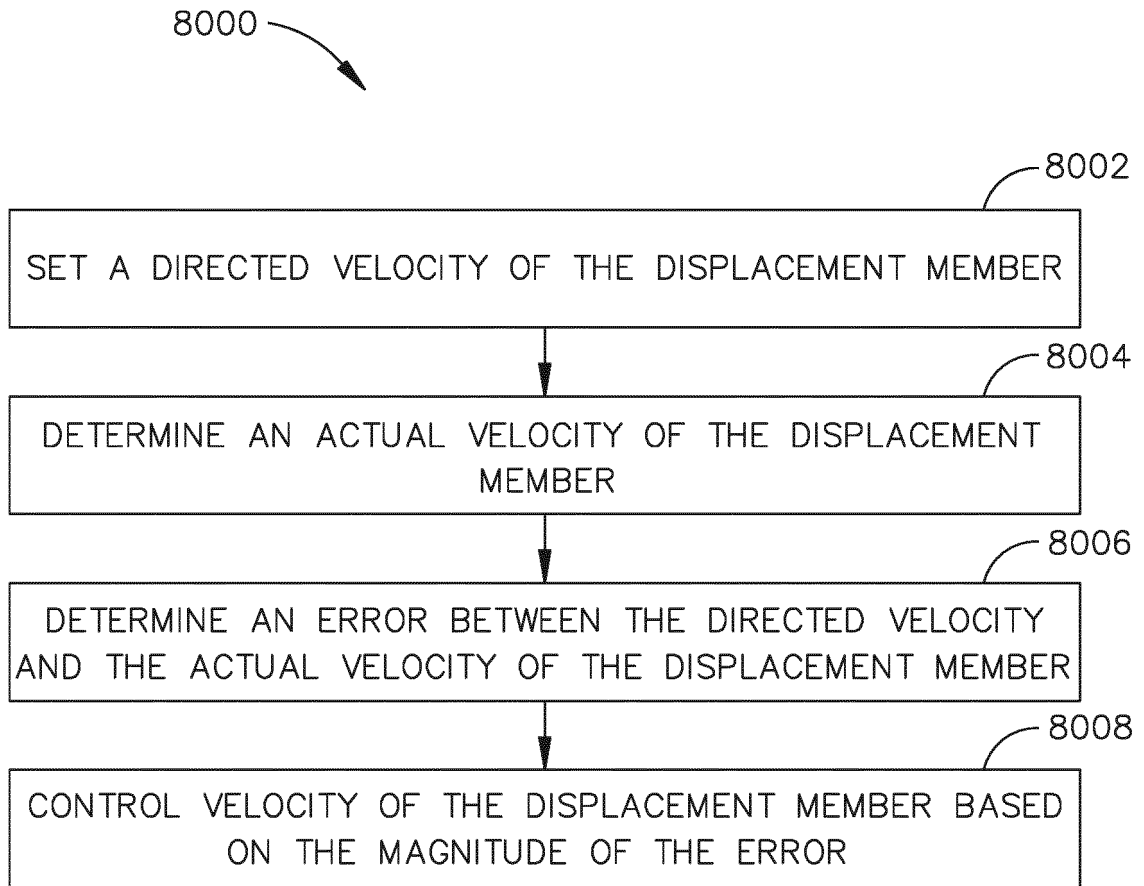 8000
8002
SET A DIRECTED VELOCITY OF THE DISPLACEMENT MEMBER
8004
DETERMINE AN ACTUAL VELOCITY OF THE DISPLACEMENT
MEMBER
8006
DETERMINE AN ERROR BETWEEN THE DIRECTED VELOCITY
AND THE ACTUAL VELOCITY OF THE DISPLACEMENT MEMBER
8008
CONTROL VELOCITY OF THE DISPLACEMENT MEMBER BASED
ON THE MAGNITUDE OF THE ERROR